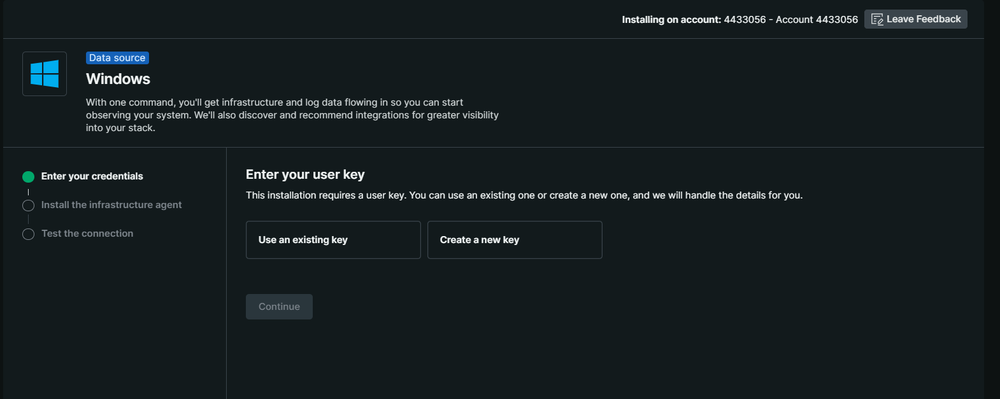 Installing on account: 4433056 - Account 4433056
Leave Feedback
Data source
Windows
With one command, you'll get infrastructure and log data flowing in so you can start
observing your system. We'll also discover and recommend integrations for greater visibility
into your stack.
Enter your credentials
Install the infrastructure agent
Test the connection
Enter your user key
This installation requires a user key. You can use an existing one or create a new one, and we will handle the details for you.
Use an existing key
Create a new key
Continue